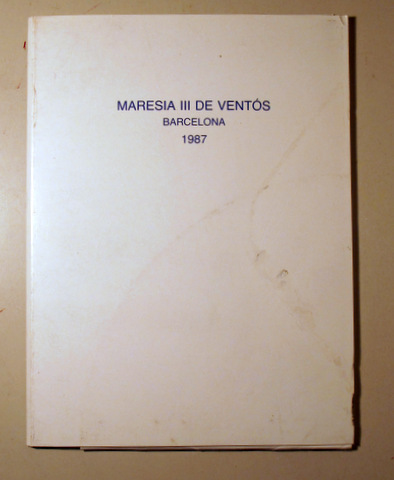 MARESIA III DE VENTÓS
BARCELONA
1987